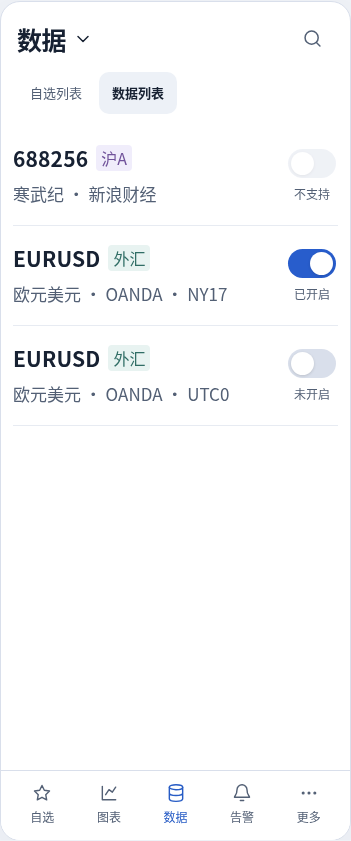 数据
自选列表 数据列表
688256 沪A
寒武纪 · 新浪财经
不支持
EURUSD 外汇
欧元美元 · OANDA · NY17
已开启
EURUSD 外汇
欧元美元 · OANDA · UTC0
未开启
自选 图表 数据 告警 更多